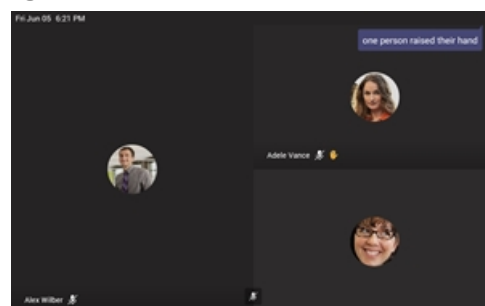 Fri Jun 05 6:21 PM
one person raised their hand
Adele Vance
Alex Wilber